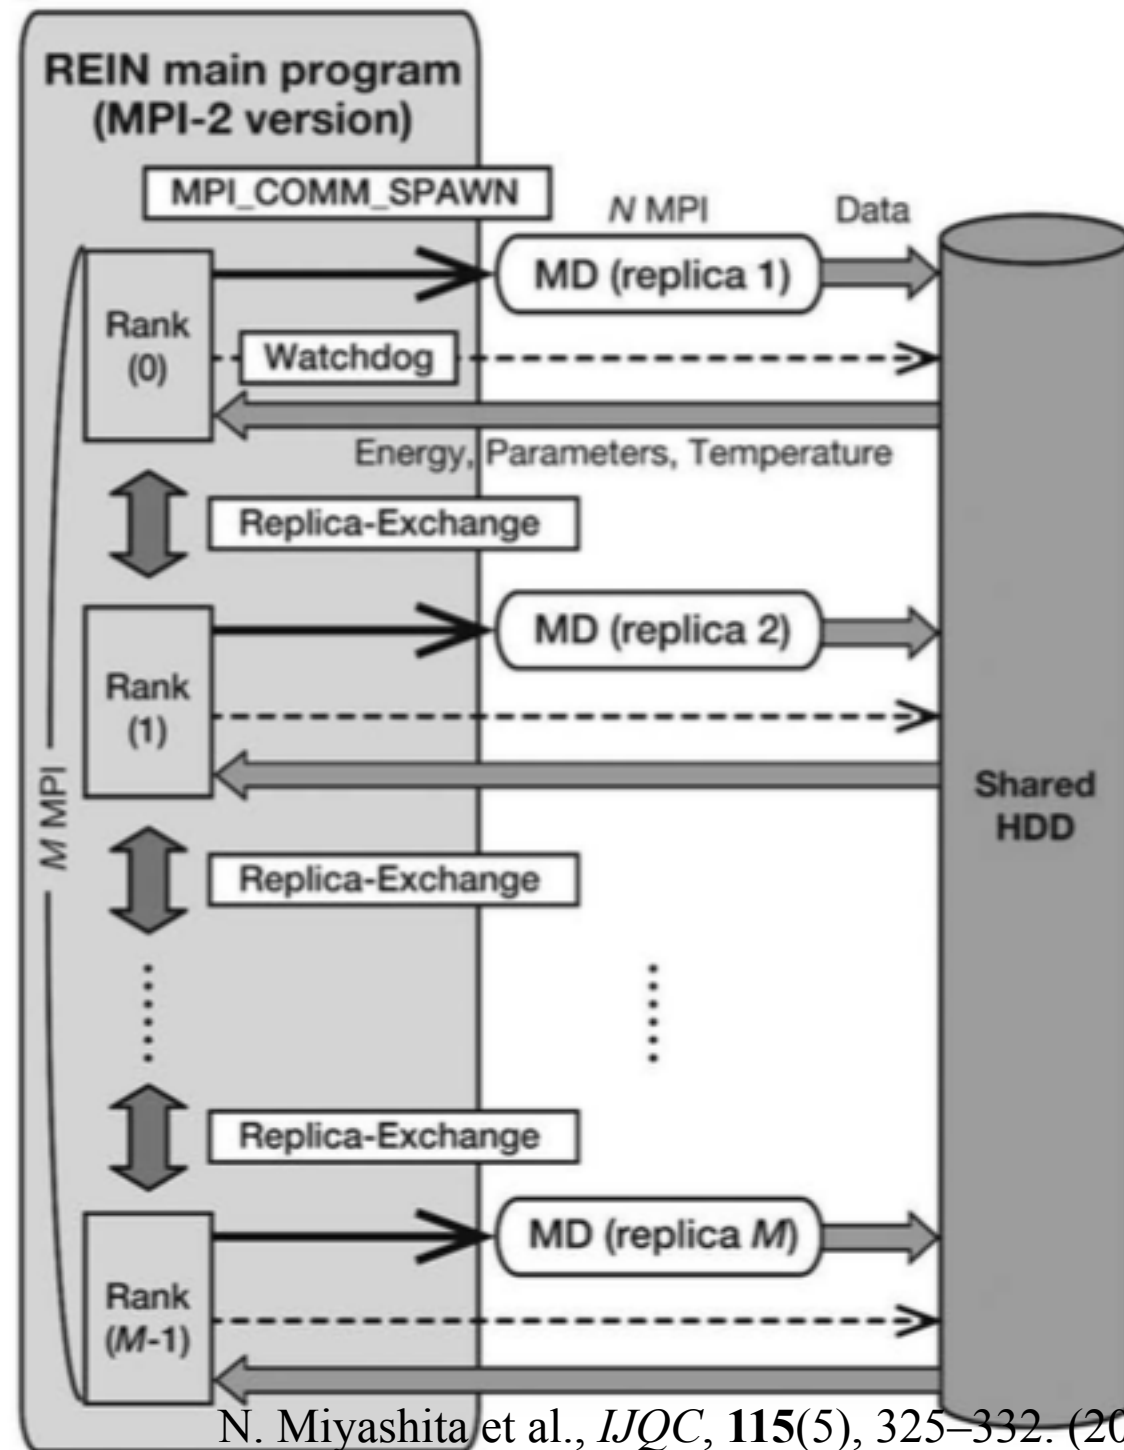 REIN main program
(MPI-2 version)
MPI_COMM_SPAWN
N MPI
Data
MD (replica 1)
Rank
(0)
Watchdog
Energy, Parameters, Temperature
Replica-Exchange
MD (replica 2)
Rank
(1)
M MPI
Shared
HDD
Replica-Exchange
Replica-Exchange
MD (replica M)
Rank
(M-1)
N. Miyashita et al., IJQC, 115(5), 325–332. (20